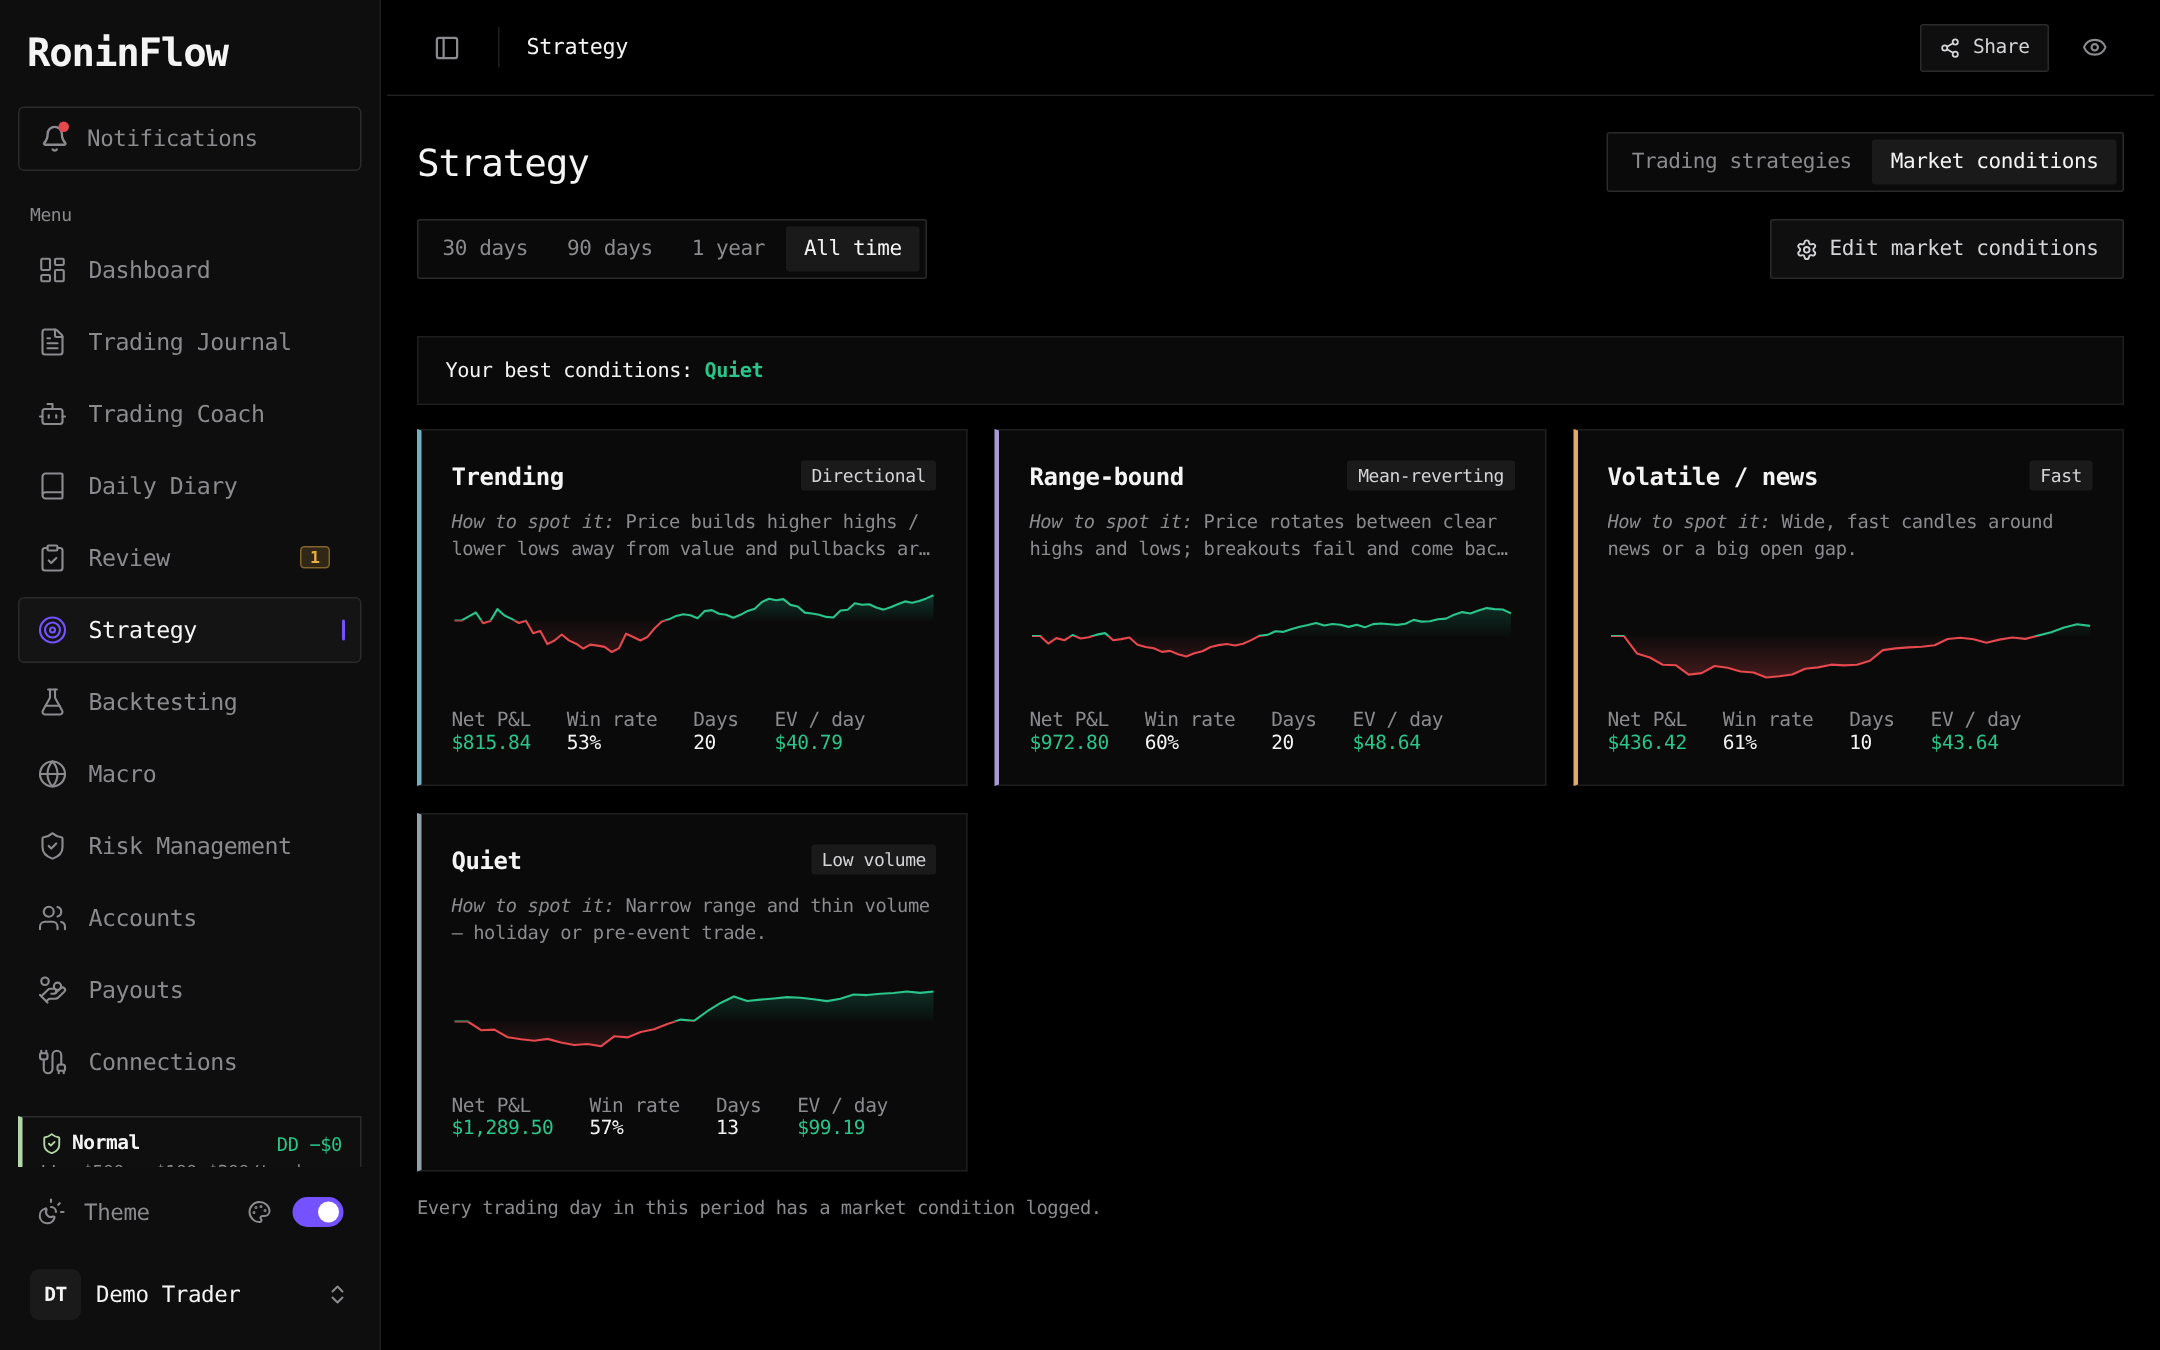 RoninFlow
Notifications
Menu
Dashboard
Trading Journal
Trading Coach
Daily Diary
Review 1
Strategy
Backtesting
Macro
Risk Management
Accounts
Payouts
Connections
Normal DD −$0
Theme
DT Demo Trader
Strategy
Share
Strategy
Trading strategies Market conditions
30 days 90 days 1 year All time
Edit market conditions
Your best conditions: Quiet
Trending Directional
How to spot it: Price builds higher highs /
lower lows away from value and pullbacks ar…
Net P&L Win rate Days EV / day
$815.84 53% 20 $40.79
Range-bound Mean-reverting
How to spot it: Price rotates between clear
highs and lows; breakouts fail and come bac…
Net P&L Win rate Days EV / day
$972.80 60% 20 $48.64
Volatile / news Fast
How to spot it: Wide, fast candles around
news or a big open gap.
Net P&L Win rate Days EV / day
$436.42 61% 10 $43.64
Quiet Low volume
How to spot it: Narrow range and thin volume
— holiday or pre-event trade.
Net P&L Win rate Days EV / day
$1,289.50 57% 13 $99.19
Every trading day in this period has a market condition logged.